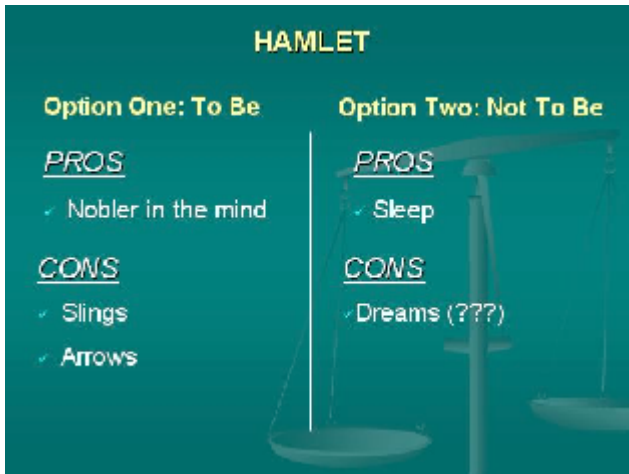 HAMLET
Option One: To Be
PROS
Nobler in the mind
CONS
Slings
Arrows
Option Two: Not To Be
PROS
Sleep
CONS
Dreams (???)